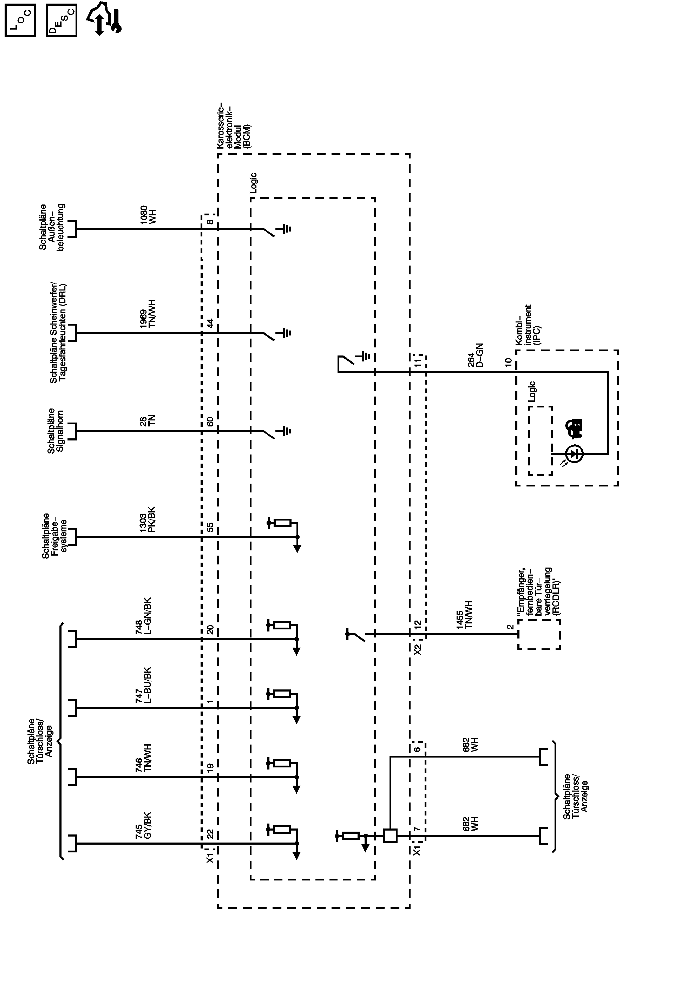 LOC
DESC
Karosserie-
elektronik-
Modul
(BCM)
Logic
Schaltpläne
Außen-
beleuchtung
1080
WH
8
Schaltpläne Scheinwerfer/
Tagesfahrleuchten (DRL)
1969
TN/WH
44
Schaltpläne
Signalhorn
28
TN
60
Schaltpläne
Freigabe-
systeme
1303
PK/BK
55
Schaltpläne
Türschloss/
Anzeige
748
L-GN/BK
20
747
L-BU/BK
1
746
TN/WH
19
745
GY/BK
22
X1
11
264
D-GN
10
Kombi-
instrument
(IPC)
Logic
12
X2
1455
TN/WH
2
"Empfänger,
fernbedien-
bare Tür-
verriegelung
(RCDLR)"
6
682
WH
7
X1
682
WH
Schaltpläne
Türschloss/
Anzeige